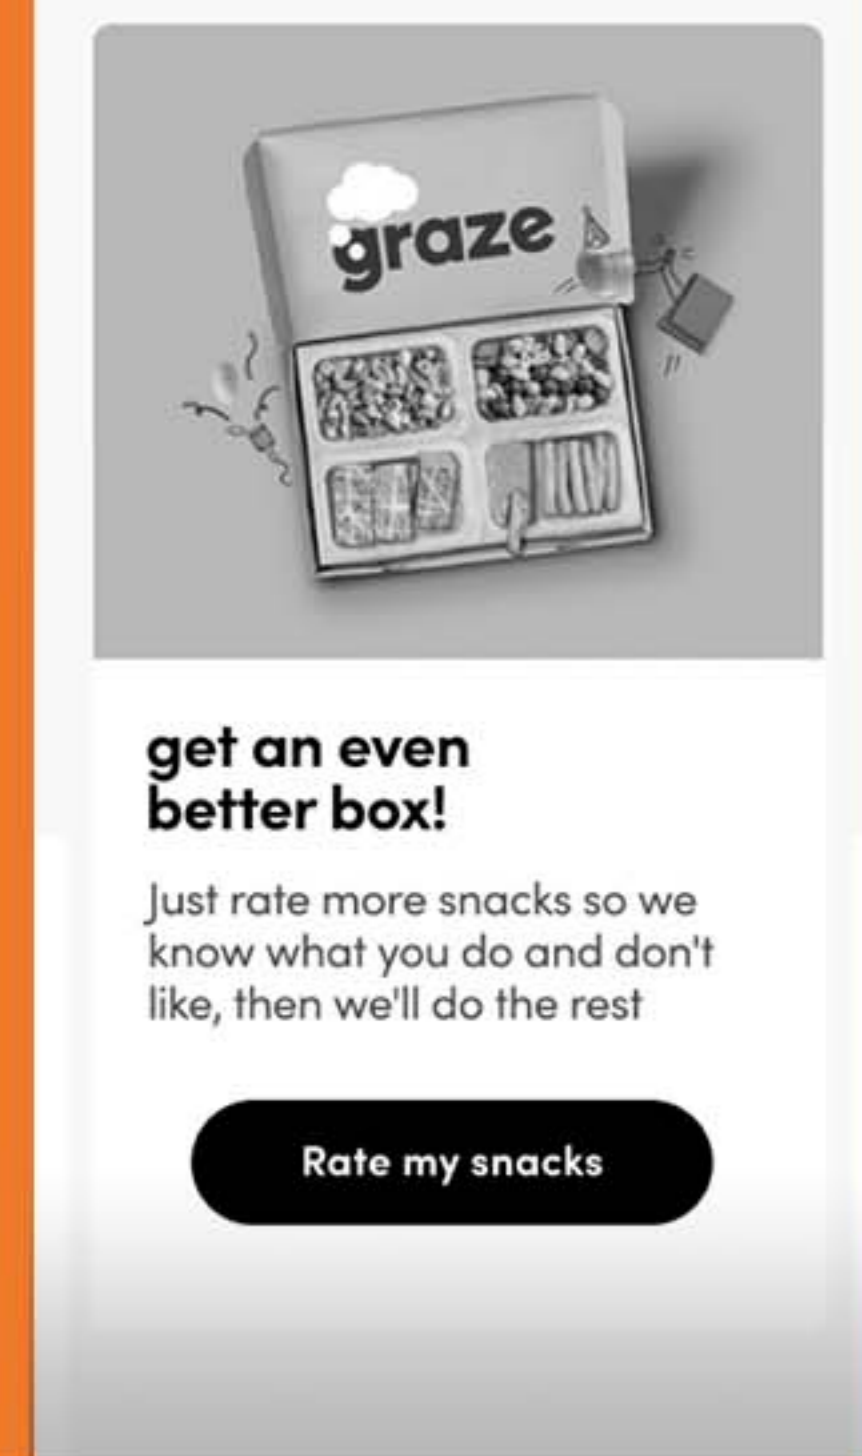 graze
get an even
better box!
Just rate more snacks so we
know what you do and don't
like, then we'll do the rest
Rate my snacks